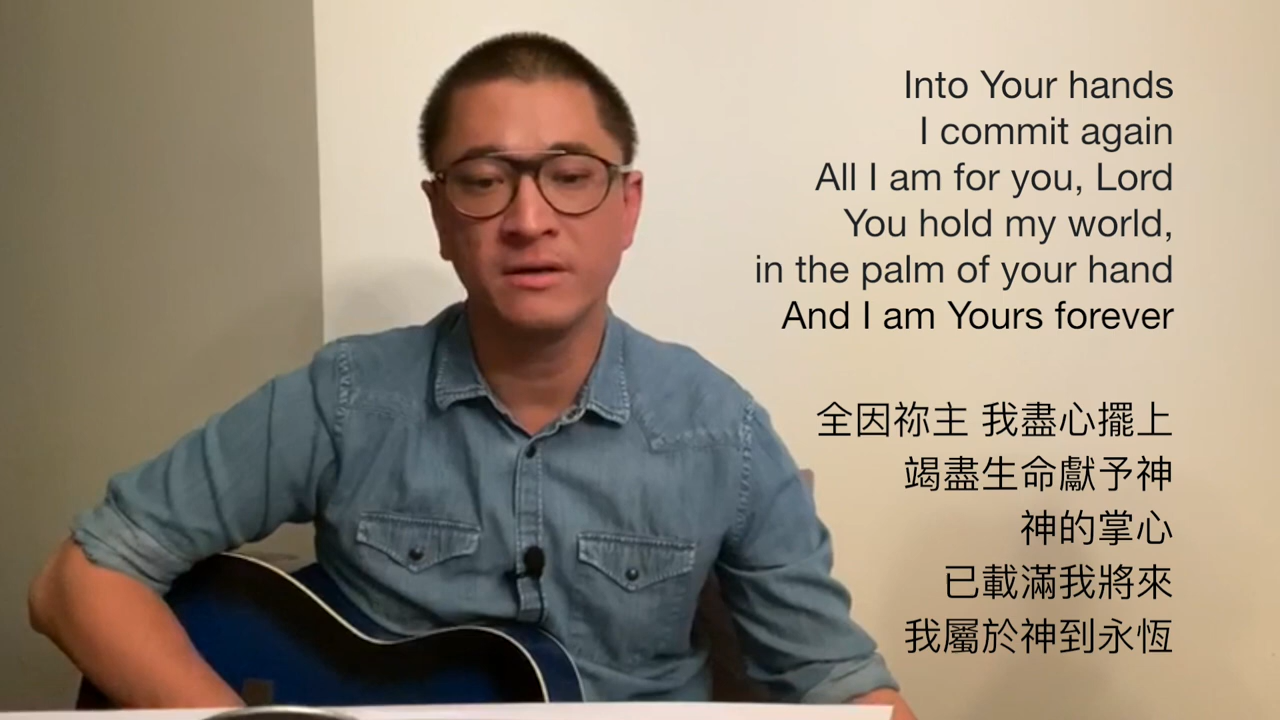 Into Your hands
I commit again
All I am for you, Lord
You hold my world,
in the palm of your hand
And I am Yours forever
全因祢主 我盡心擺上
竭盡生命獻予神
神的掌心
已載滿我將來
我屬於神到永恆